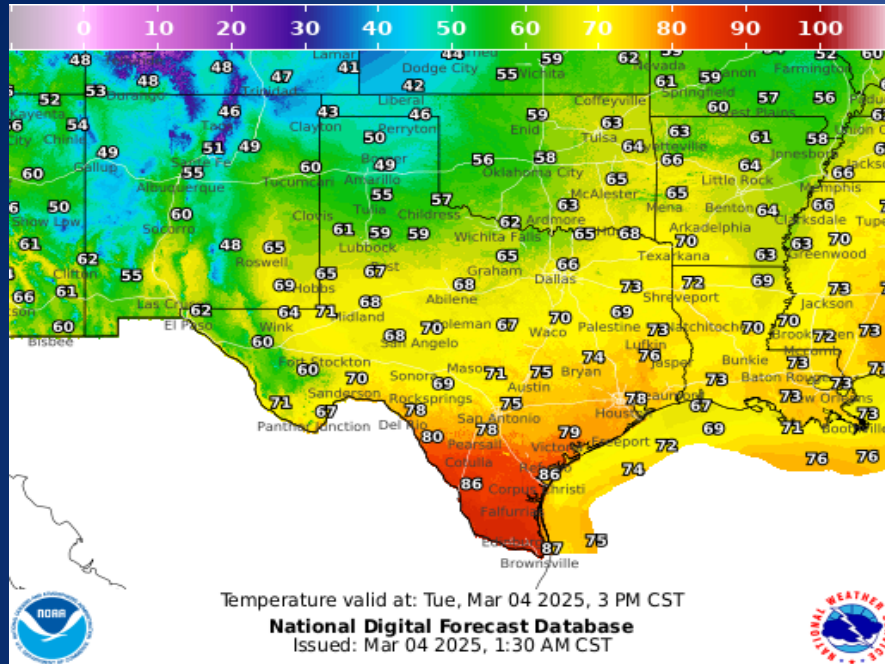 0 10 20 30 40 50 60 70 80 90 100
48 48 48 47 Trinidad 41 Lamar 44 Dodge City 55 59 Wichita 62 59 Nevada 59 Lebanon 52 Farmington 60
Durango 42 Liberal Coffeyville 61 Springfield
52 53 Kayenta 46 43 46 59 60 57 56 West Plains
City 54 Chinle Taos Clayton Perryton Enid 63 Tulsa 63 Fayetteville 61 58 Union
49 Gallup 51 Santa Fe 49 50 Borger 64 Jonesboro
60 55 Albuquerque 60 Tucumcari 49 Amarillo 56 58 Oklahoma City 66 64 Little Rock 66 Memphis
50 Show Low 60 Socorro Clovis 55 Tulia 57 Childress 65 McAlester 65 Mena Benton 66 Clarksdale
63 Ardmore 64 Arkadelphia
61 48 65 Roswell 61 59 Lubbock 59 Wichita Falls 62 65 68 70 Texarkana 63 63 Greenwood 70
62 Clifton 55 65 Hobbs 67 65 Graham 66 Dallas
66 61 69 68 Abilene 73 72 Shreveport 69 73 Jackson
Las Cruces 62 El Paso 64 Wink 71 68 Midland 70 Coleman 67 70 Waco 69 Palestine 73 Natchitoches 70 70 Brookhaven 72 73
60 Bisbee 60 68 San Angelo Lufkin McComb
60 Fort Stockton 70 Sonora 69 Mason 71 75 74 Bryan 76 Jasper Bunkie 73 71
Sanderson Rocksprings Austin 73 Baton Rouge 73
71 67 Panther Junction 78 Del Rio 75 San Antonio 78 Houston Beaumont 67 73 New Orleans 73
80 78 Pearsall 79 Victoria Freeport 69 71 Boothville
72
Cotulla 74 76 76
86 86 Corpus Christi
Falfurrias
87 75
Brownsville
Temperature valid at: Tue, Mar 04 2025, 3 PM CST
National Digital Forecast Database
Issued: Mar 04 2025, 1:30 AM CST
NOAA